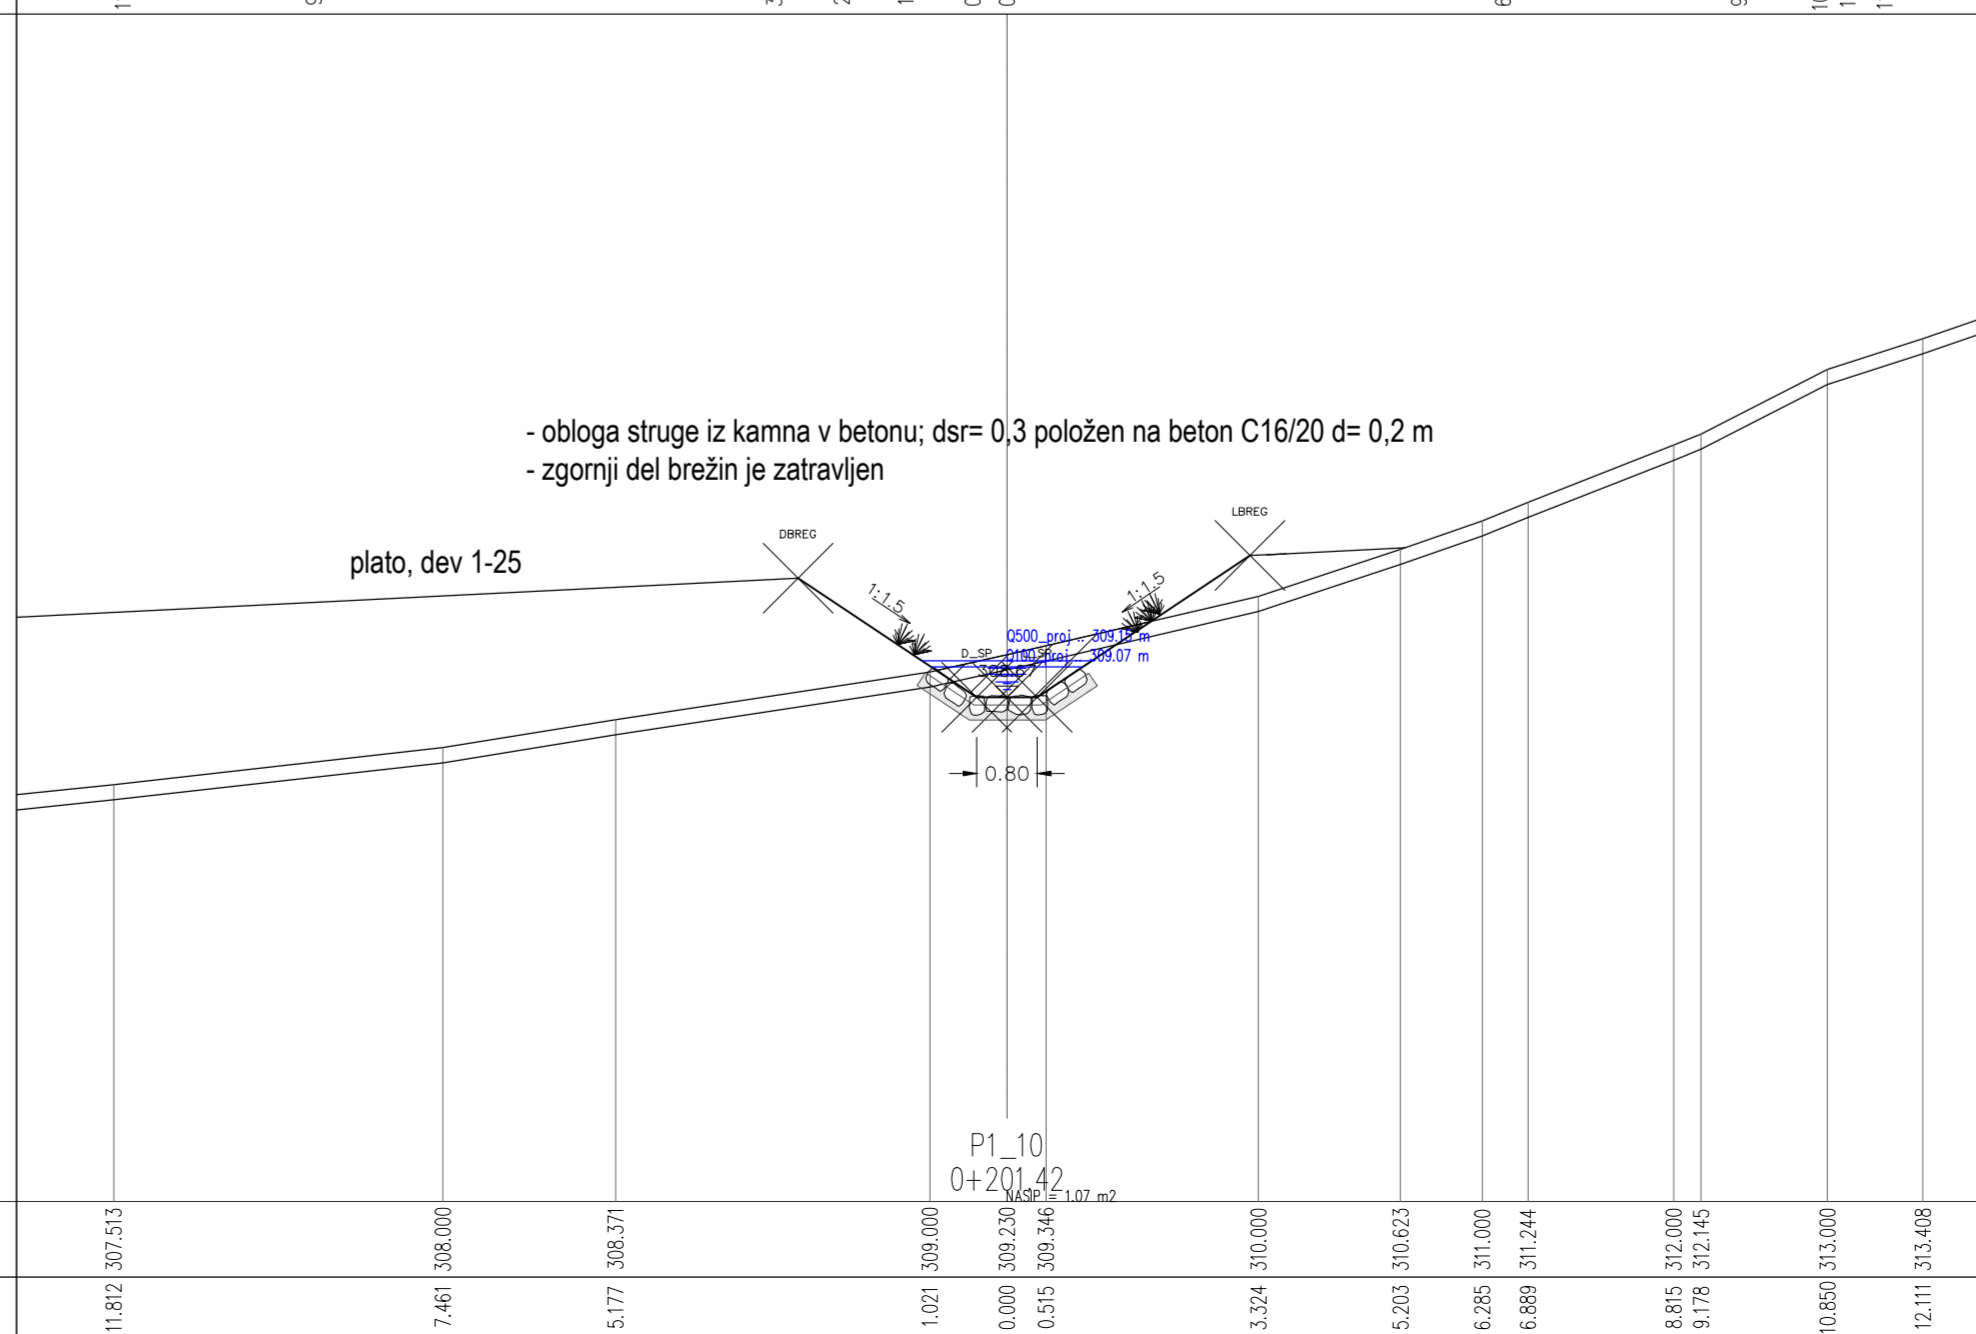 - obloga struge iz kamna v betonu; dsr= 0,3 položen na beton C16/20 d= 0,2 m
- zgornji del brežin je zatravljen
LBREG
DBREG
plato, dev 1-25
1:1.5
1:1.5
Q500_proj .. 309.15 m
D_SP
309.07 m
0.80
P1_10
0+201.42
NASIP = 1.07 m2
307.513 308.000 308.371 309.000 309.230 309.346 310.000 310.623 311.000 311.244 312.000 312.145 313.000 313.408
11.812 7.461 5.177 1.021 0.000 0.515 3.324 5.203 6.285 6.889 8.815 9.178 10.850 12.111